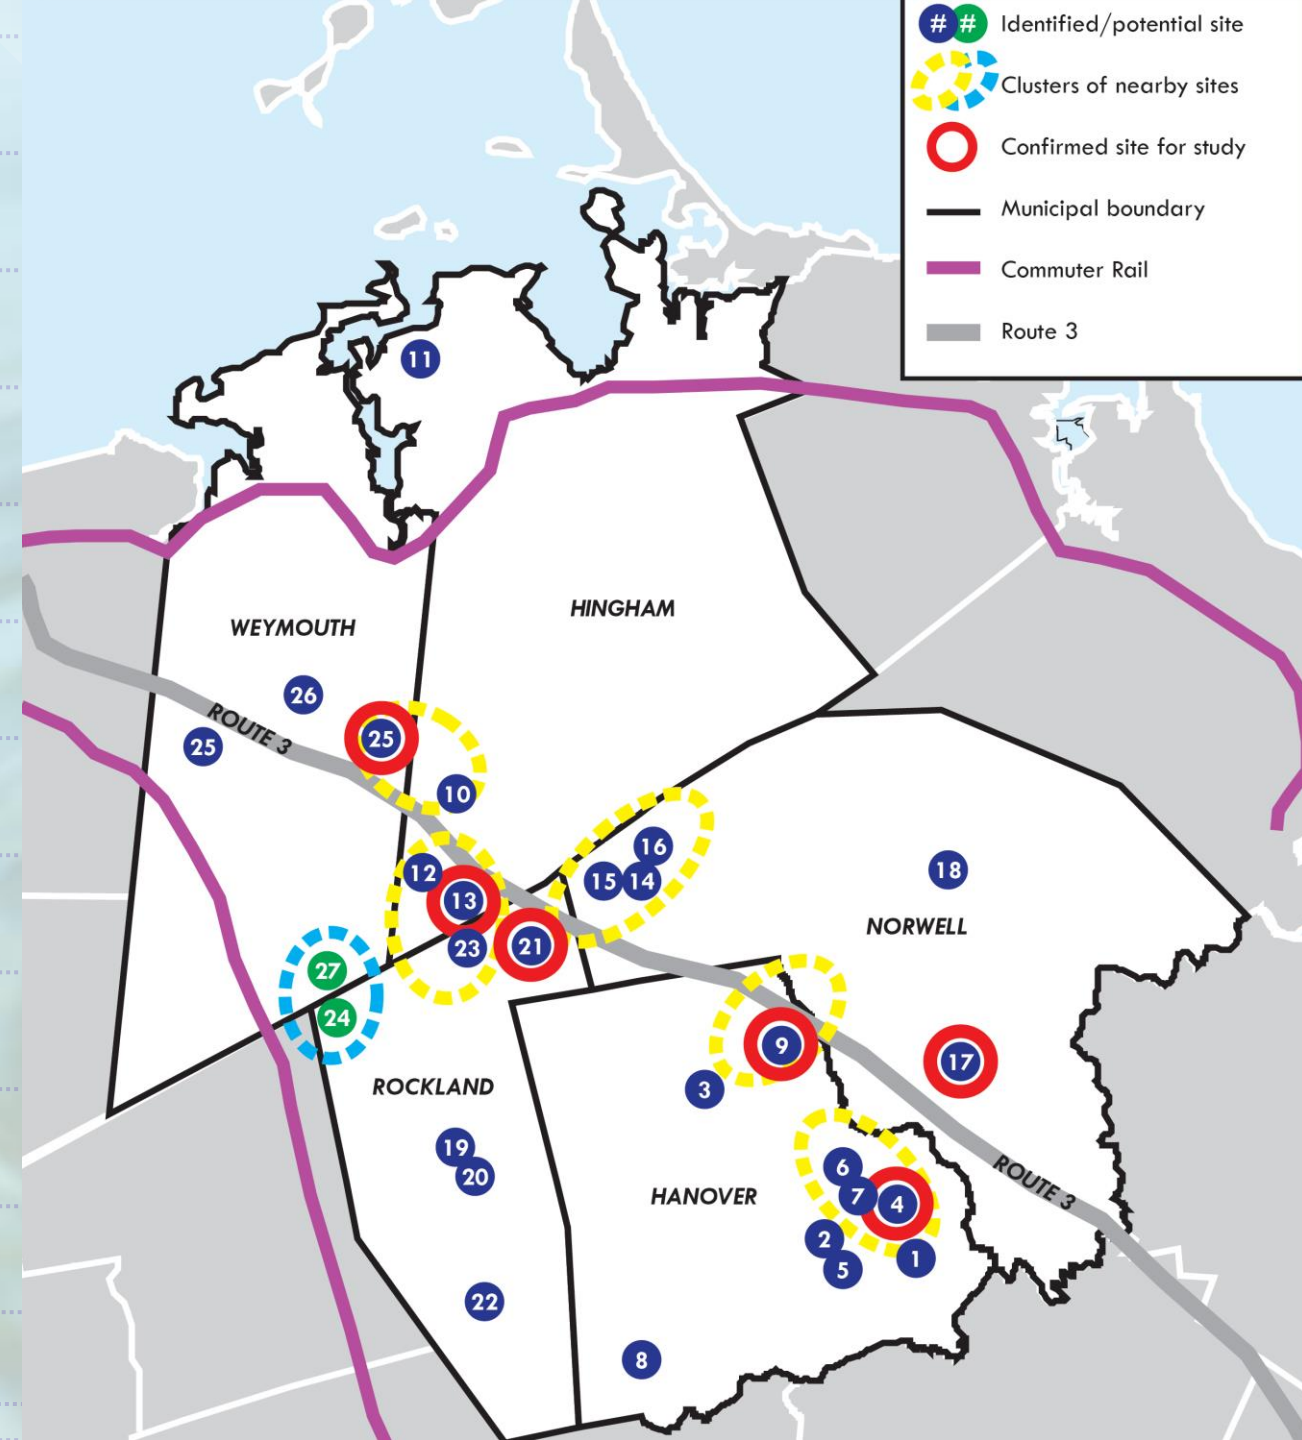 # # Identified/potential site
Clusters of nearby sites
Confirmed site for study
Municipal boundary
Commuter Rail
Route 3
11
HINGHAM
WEYMOUTH
26
ROUTE 3
25
25
10
16
12
15
14
18
13
NORWELL
23
21
27
24
9
17
ROCKLAND
3
19
20
6
ROUTE 3
7
4
HANOVER
2
1
5
22
8